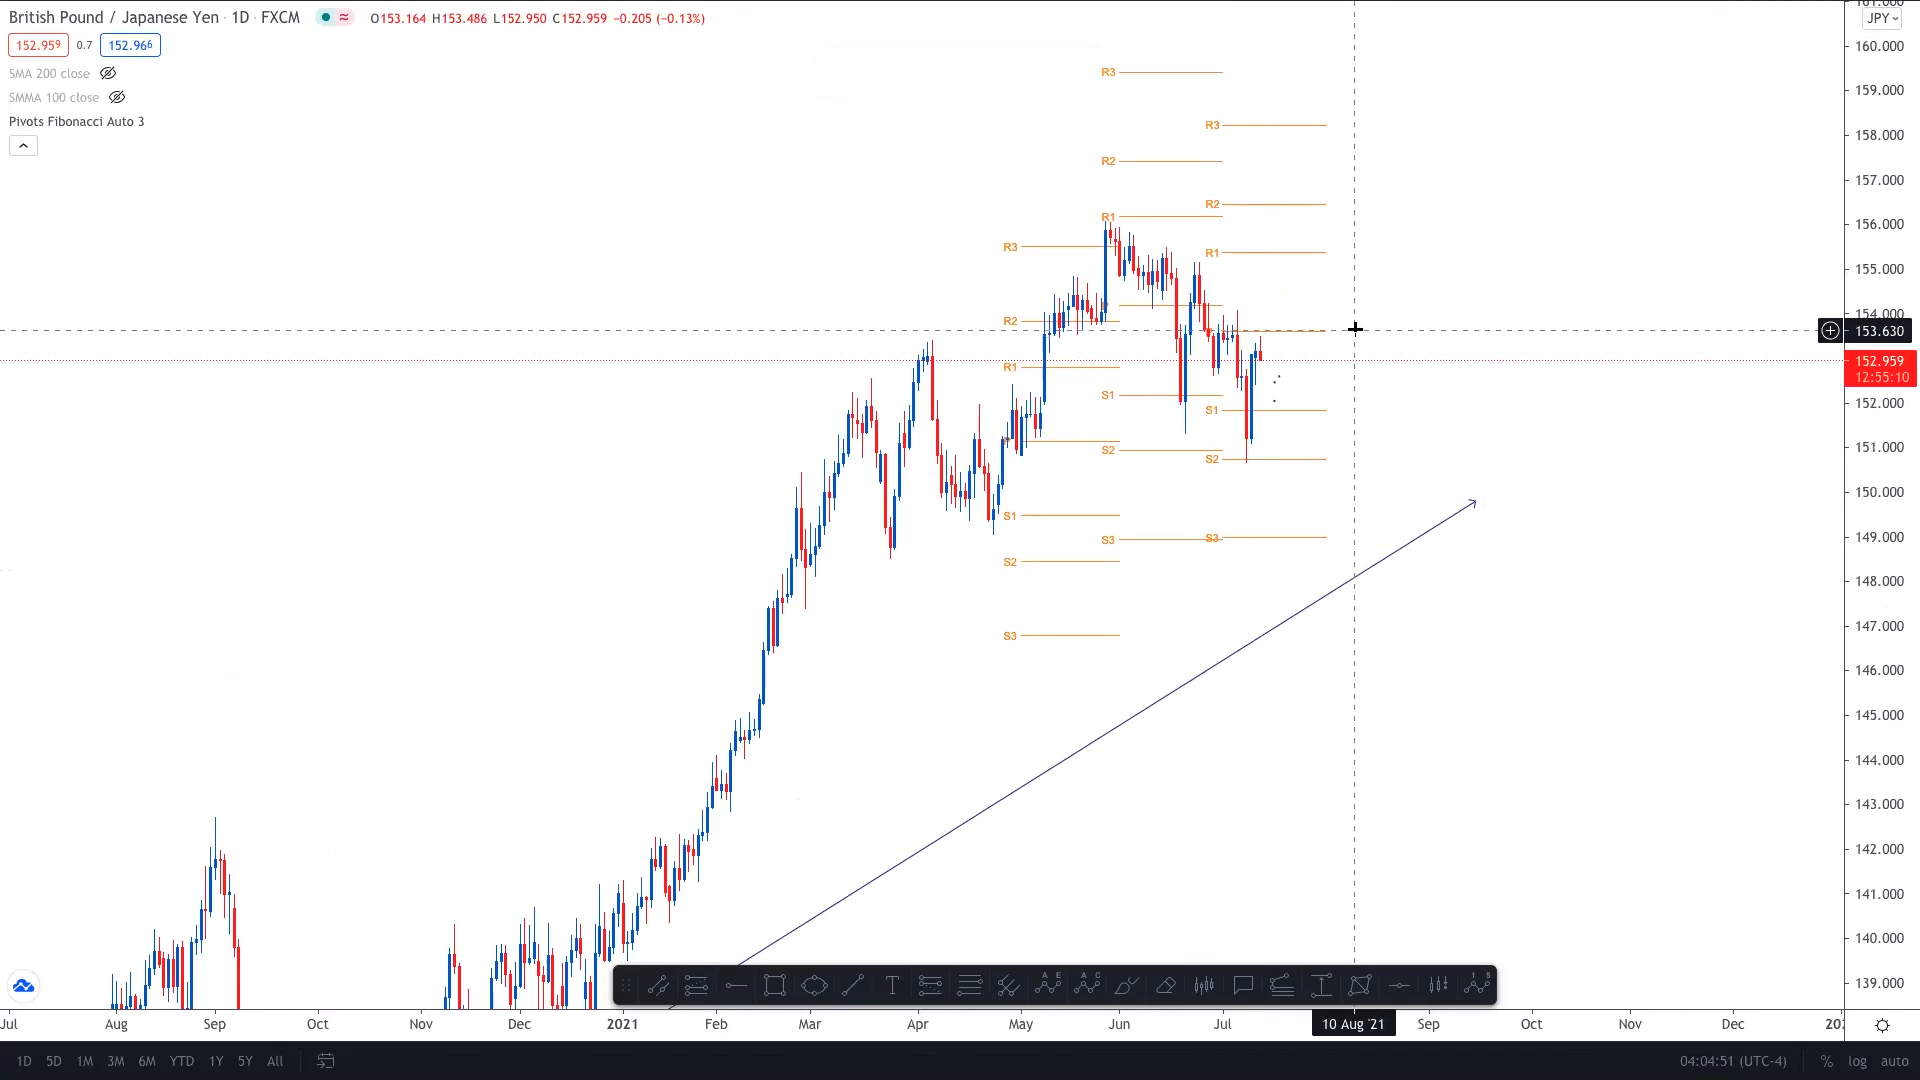 British Pound / Japanese Yen · 1D · FXCM O153.164 H153.486 L152.950 C152.959 −0.205 (−0.13%)
152.959 0.7 152.966
SMA 200 close
SMMA 100 close
Pivots Fibonacci Auto 3
JPY
161.000
160.000
159.000
158.000
157.000
156.000
155.000
154.000
153.630
152.959
12:55:10
152.000
151.000
150.000
149.000
148.000
147.000
146.000
145.000
144.000
143.000
142.000
141.000
140.000
139.000
R3
R2
R1
S1
S2
S3
R3
R2
R1
S1
S2
S3
R3
R2
R1
S1
S2
S3
A E
A C
1 5
Jul Aug Sep Oct Nov Dec 2021 Feb Mar Apr May Jun Jul 10 Aug '21 Sep Oct Nov Dec
1D 5D 1M 3M 6M YTD 1Y 5Y All 04:04:51 (UTC-4) % log auto